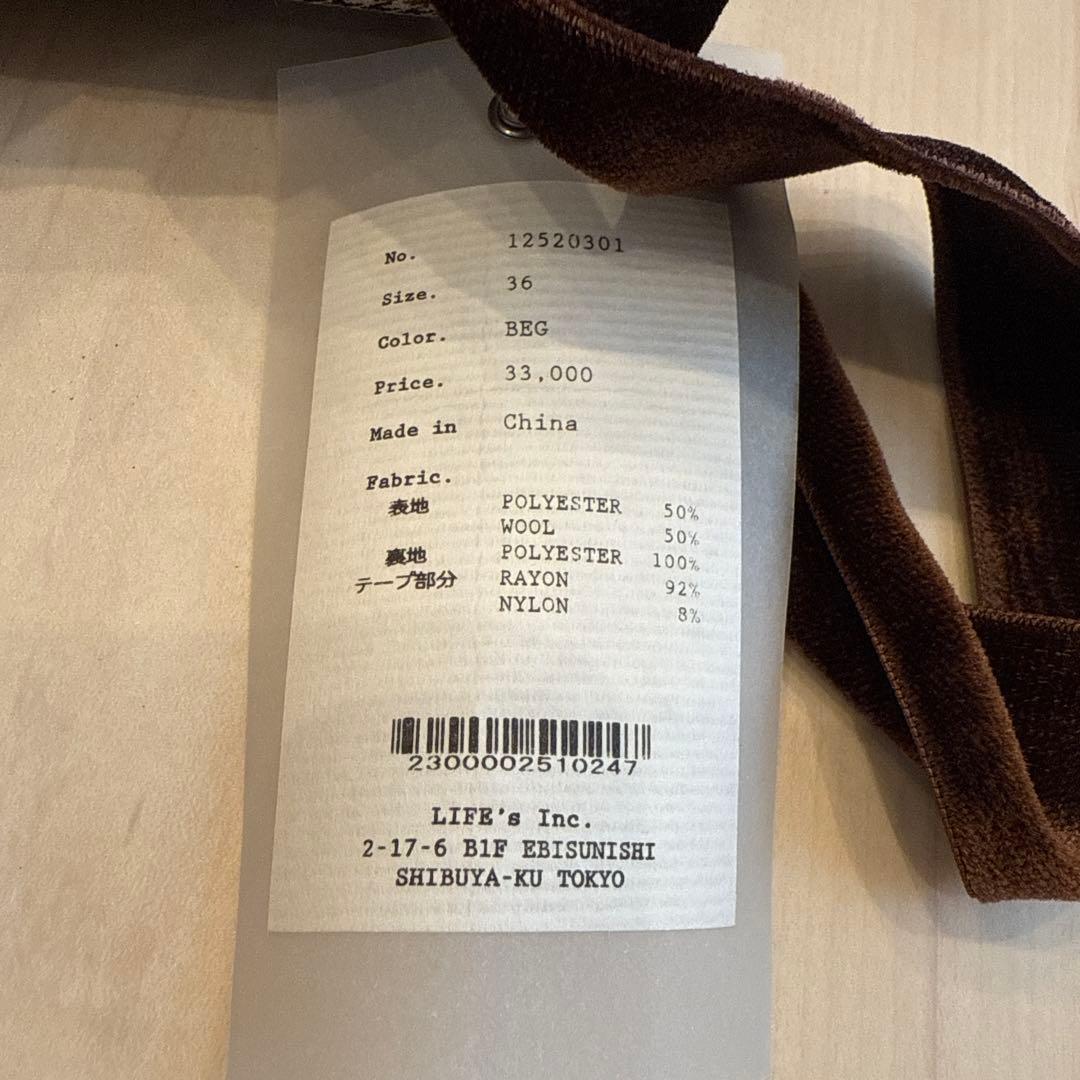 No. 12520301
Size. 36
Color. BEG
Price. 33,000
Made in China
Fabric.
表地 POLYESTER 50%
WOOL 50%
裏地 POLYESTER 100%
テープ部分 RAYON 92%
NYLON 8%
2300002510247
LIFE's Inc.
2-17-6 B1F EBISUNISHI
SHIBUYA-KU TOKYO